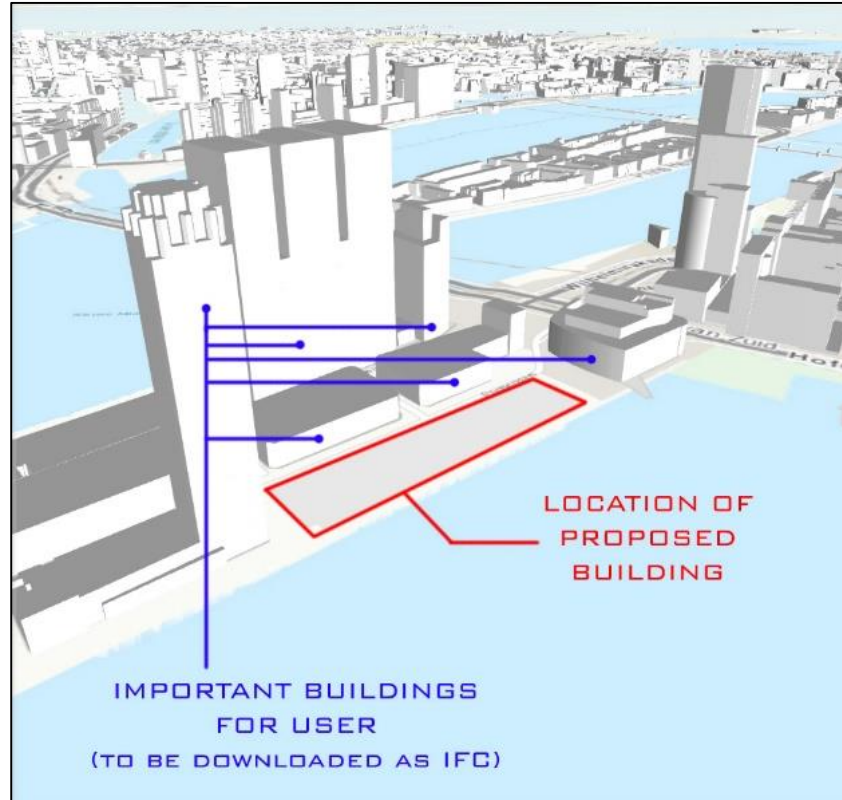 LOCATION OF
PROPOSED
BUILDING
IMPORTANT BUILDINGS
FOR USER
(TO BE DOWNLOADED AS IFC)